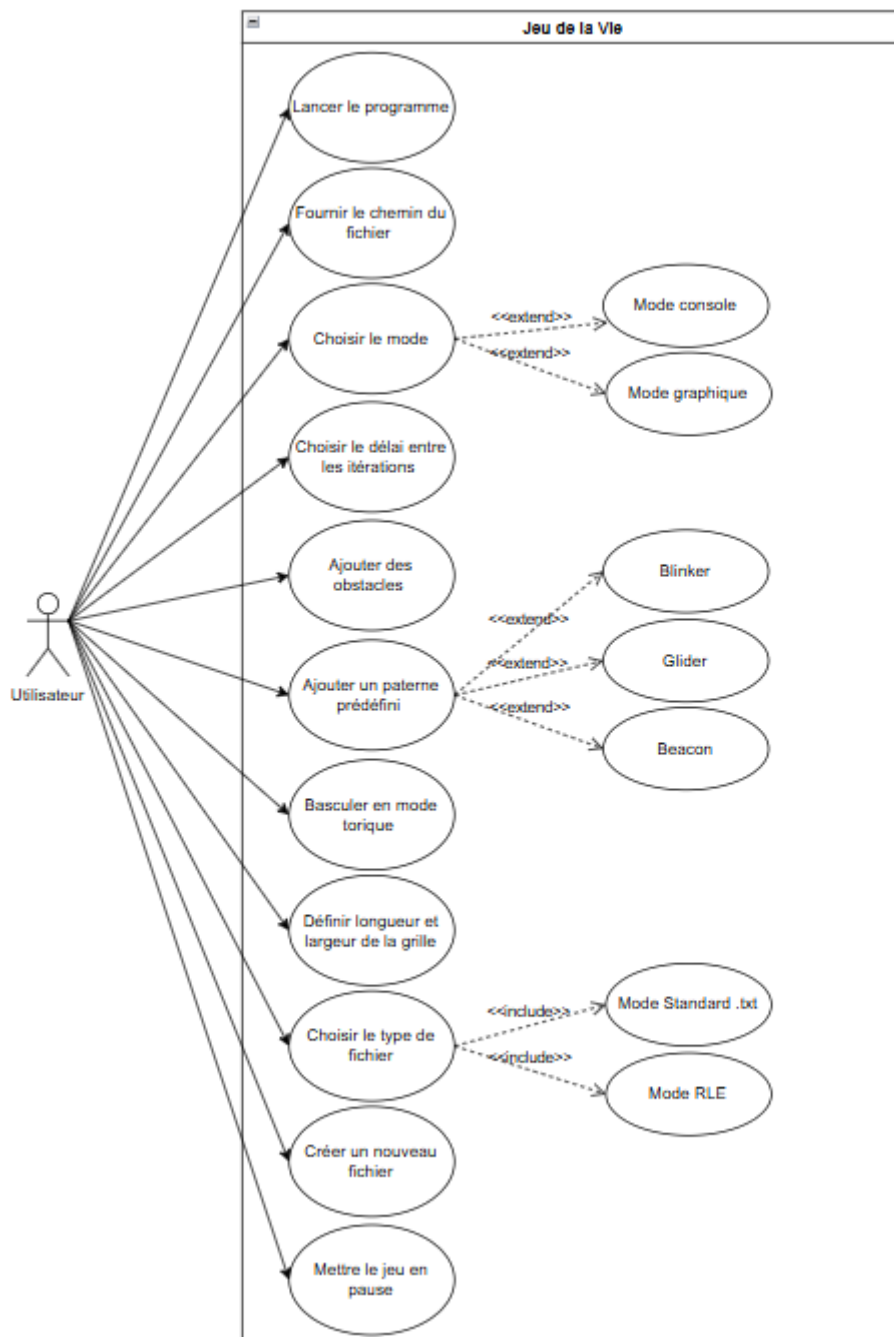 Jeu de la Vie
Lancer le programme
Fournir le chemin du
fichier
Choisir le mode
<<extend>>
<<extend>>
Mode console
Mode graphique
Choisir le délai entre
les itérations
Ajouter des
obstacles
Utilisateur
Ajouter un paterne
prédéfini
<<extend>>
<<extend>>
<<extend>>
Blinker
Glider
Beacon
Basculer en mode
torique
Définir longueur et
largeur de la grille
Choisir le type de
fichier
<<include>>
<<include>>
Mode Standard .txt
Mode RLE
Créer un nouveau
fichier
Mettre le jeu en
pause